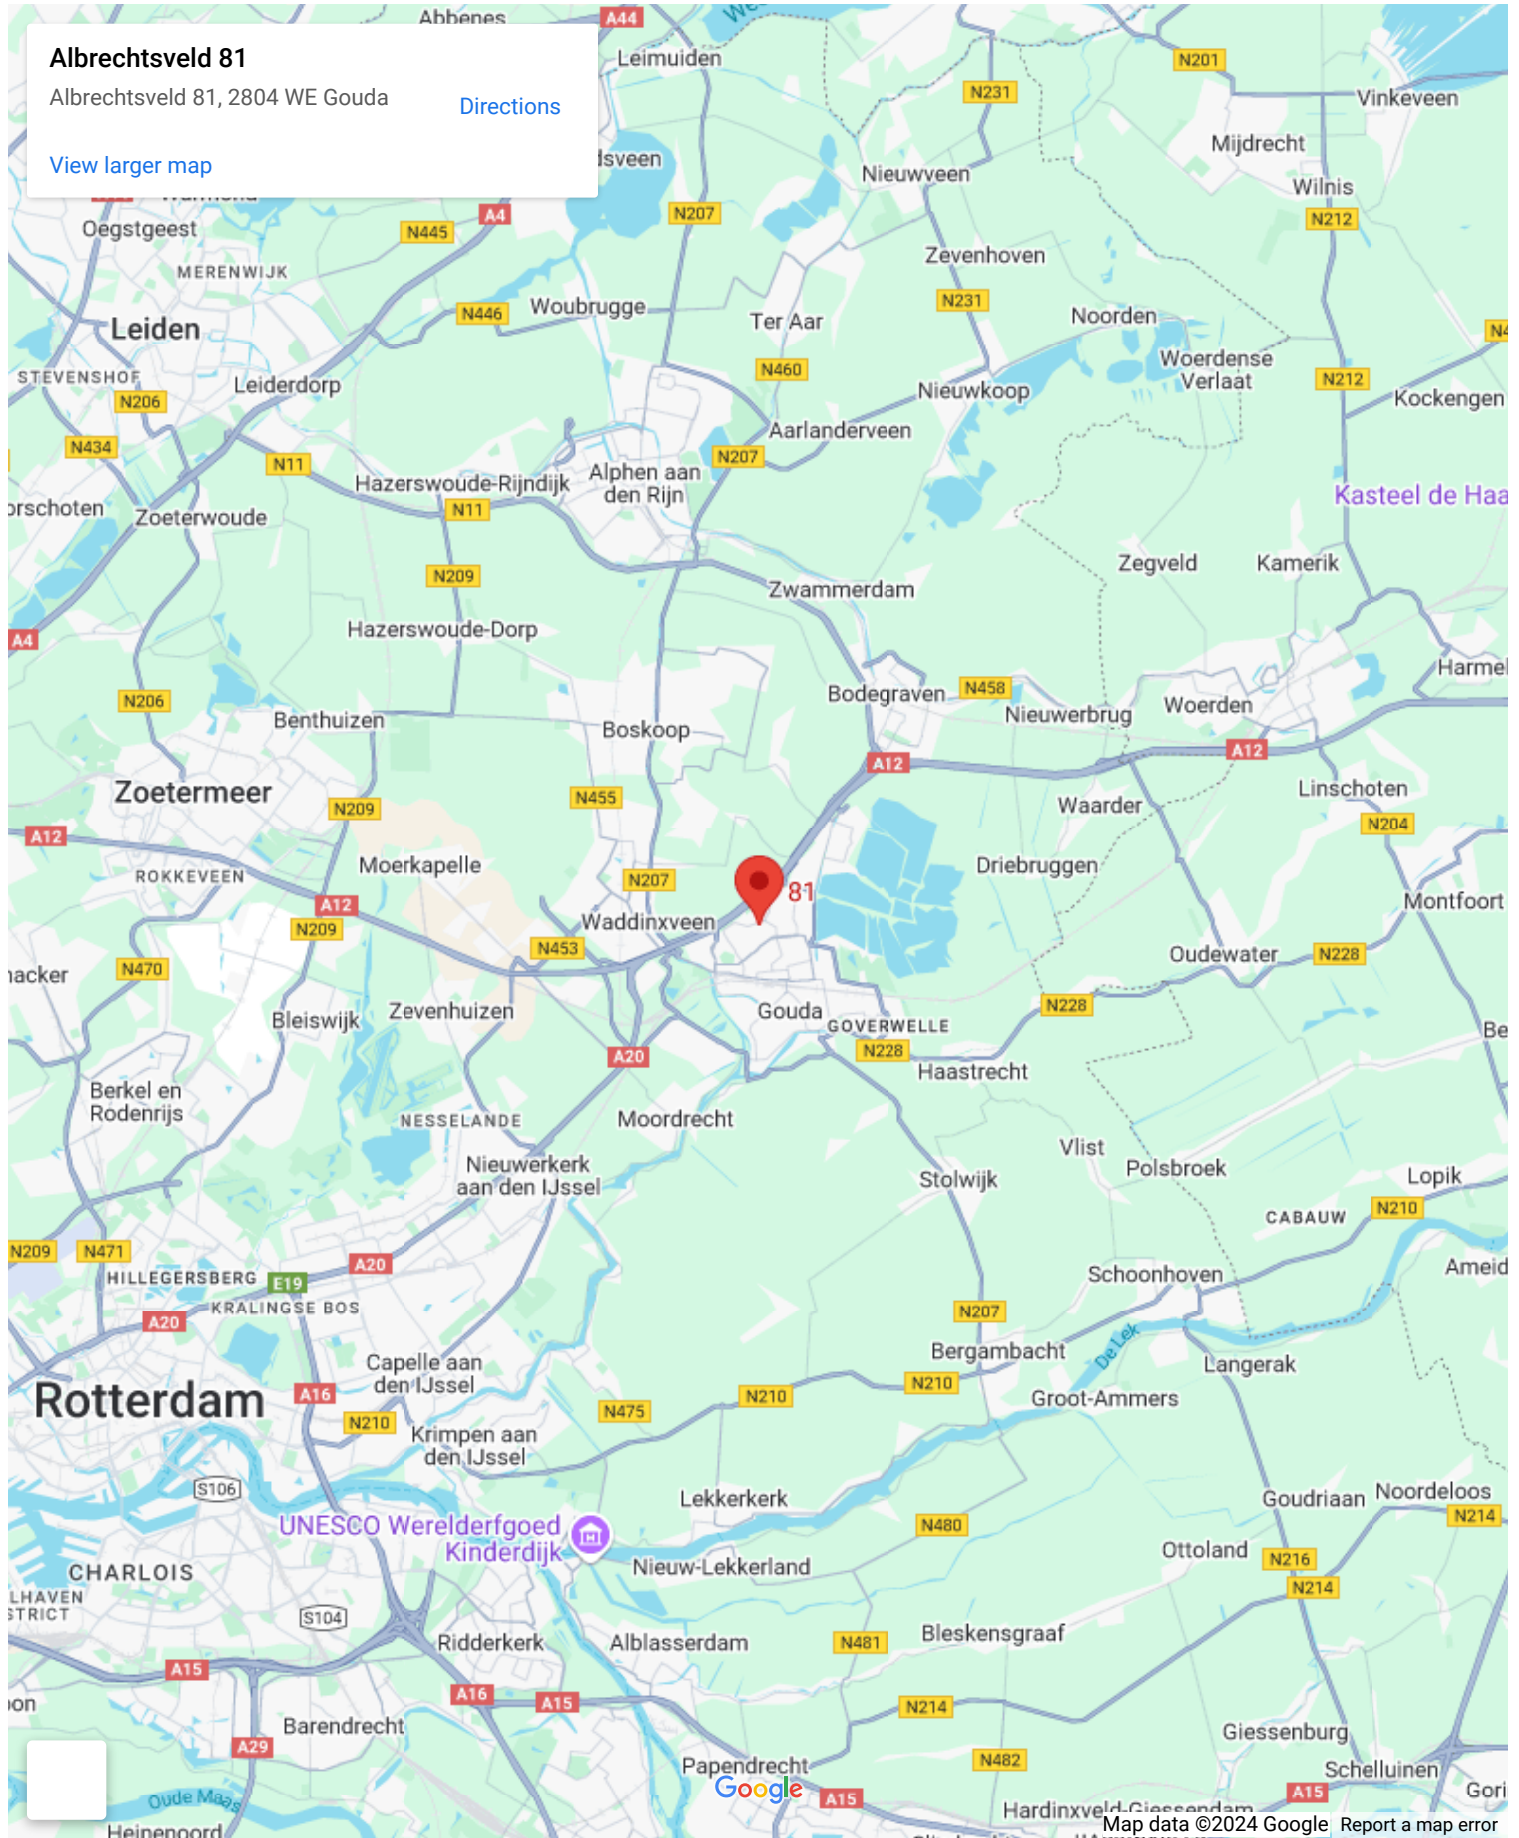 Abbenes
A44
Albrechtsveld 81
Albrechtsveld 81, 2804 WE Gouda
Directions
View larger map
Leimuiden
N201
N231
Vinkeveen
Mijdrecht
dsveen
Nieuwveen
Wilnis
Oegstgeest
N445
A4
N207
N212
MERENWIJK
Zevenhoven
Leiden
N446
Woubrugge
Ter Aar
N231
Noorden
Woerdense
Verlaat
STEVENSHOF
N206
Leiderdorp
N460
Nieuwkoop
N212
Kockengen
N434
N11
Aarlanderveen
N207
Hazerswoude-Rijndijk
Alphen aan
den Rijn
Kasteel de Haa
orschoten
Zoeterwoude
N11
N209
Zegveld
Kamerik
Zwammerdam
A4
Hazerswoude-Dorp
Harmel
N206
Bodegraven
N458
Nieuwerbrug
Woerden
Benthuizen
Boskoop
A12
A12
Zoetermeer
N209
N455
Waarder
Linschoten
N204
A12
Moerkapelle
Driebruggen
ROKKEVEEN
N207
81
A12
N209
Waddinxveen
Montfoort
N453
N470
nacker
Oudewater
N228
Bleiswijk
Zevenhuizen
Gouda
N228
GOVERWELLE
Be
A20
N228
Haastrecht
Berkel en
Rodenrijs
NESSELANDE
Moordrecht
Vlist
Polsbroek
Nieuwerkerk
aan den IJssel
Stolwijk
Lopik
N210
CABAUW
N209
N471
A20
Ameid
HILLEGERSBERG
E19
Schoonhoven
KRALINGSE BOS
A20
N207
Bergambacht
De Lek
Langerak
Capelle aan
den IJssel
Rotterdam
A16
N210
N210
Groot-Ammers
N210
N475
Krimpen aan
den IJssel
S106
Lekkerkerk
Goudriaan
Noordeloos
N214
UNESCO Werelderfgoed
Kinderdijk
N480
Ottoland
N216
CHARLOIS
Nieuw-Lekkerland
N214
LHAVEN
STRICT
S104
Ridderkerk
Alblasserdam
N481
Bleskensgraaf
A15
A16
A15
oon
Barendrecht
N214
Giessenburg
A29
Papendrecht
N482
Schelluinen
Google
A15
A15
Gori
Oude Maas
Hardinxveld-Giessendam
Map data ©2024 Google
Report a map error
Heinenoord